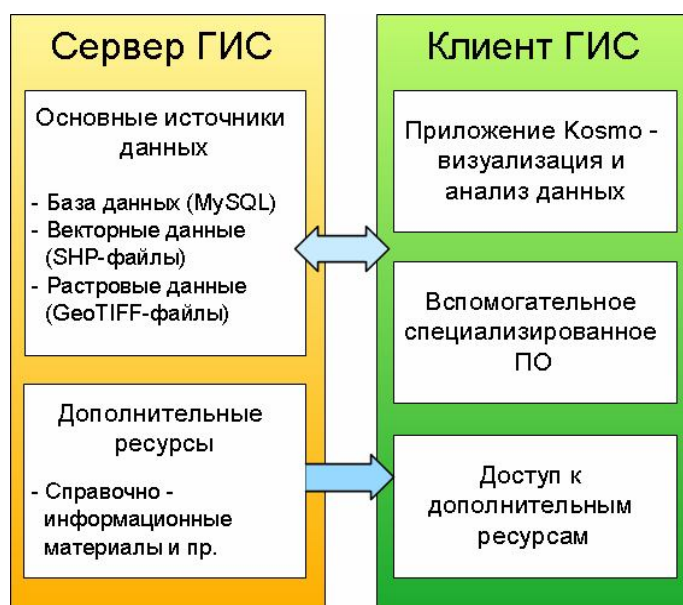 Сервер ГИС
Основные источники
данных
- База данных (MySQL)
- Векторные данные
(SHP-файлы)
- Растровые данные
(GeoTIFF-файлы)
Дополнительные
ресурсы
- Справочно -
информационные
материалы и пр.
Клиент ГИС
Приложение Kosmo -
визуализация и
анализ данных
Вспомогательное
специализированное
ПО
Доступ к
дополнительным
ресурсам